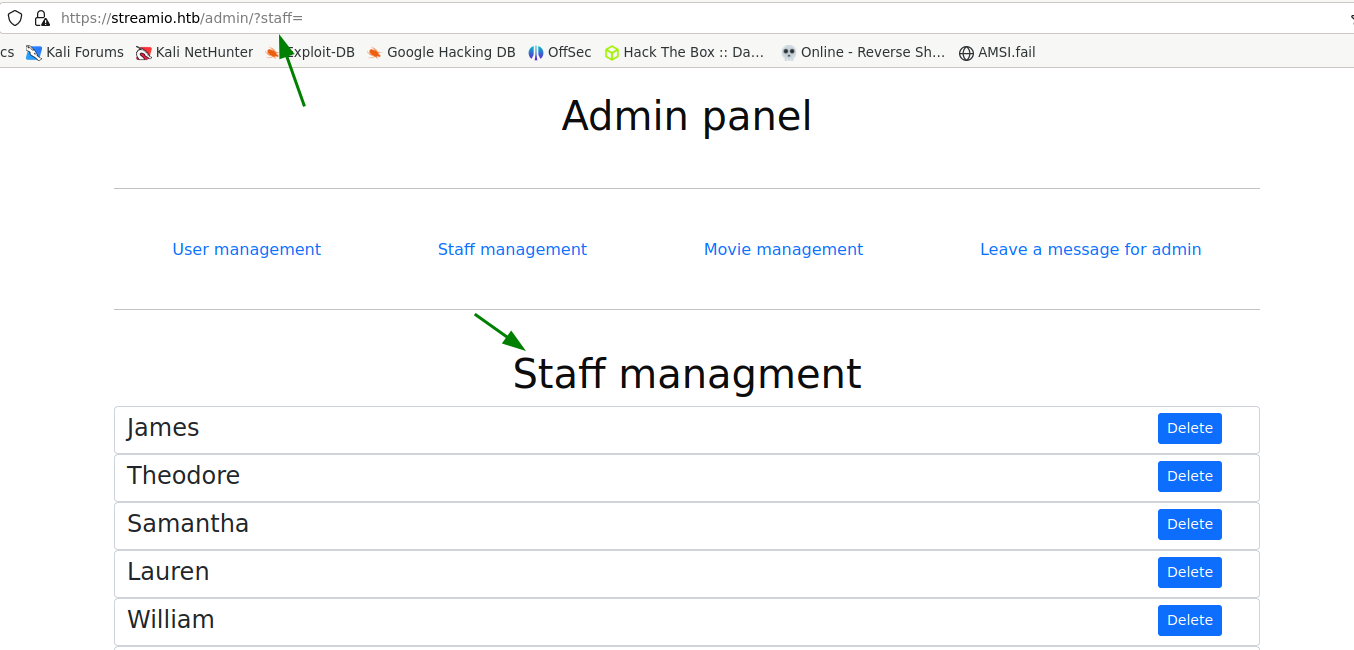 https://streamio.htb/admin/?staff=
cs Kali Forums Kali NetHunter Exploit-DB Google Hacking DB OffSec Hack The Box :: Da… Online - Reverse Sh… AMSI.fail
Admin panel
User management Staff management Movie management Leave a message for admin
Staff managment
James Delete
Theodore Delete
Samantha Delete
Lauren Delete
William Delete